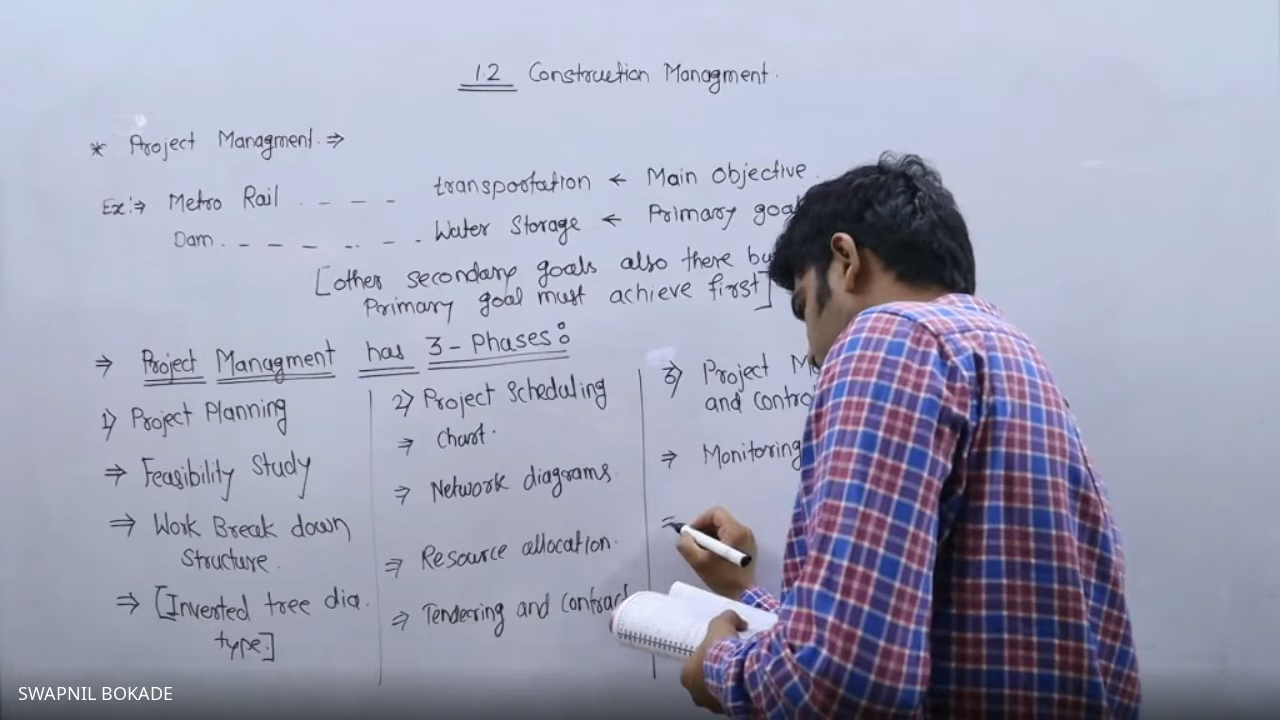 1.2 Construction Managment.
* Project Managment. ⇒
Ex:⇒ Metro Rail - - - - transportation ← Main Objective.
Dam. - - - - - - - Water Storage ← Primary goal
[other secondary goals also there
Primary goal must achieve first]
⇒ Project Managment has 3-Phases:
1) Project Planning
⇒ Feasibility Study
⇒ Work Break down
Structure.
⇒ [Inverted tree dia.
type.]
2) Project Scheduling
⇒ Chart.
⇒ Network diagrams.
⇒ Resource allocation.
⇒ Tendering and Contract
3) Project
and
⇒ Monitoring
SWAPNIL BOKADE